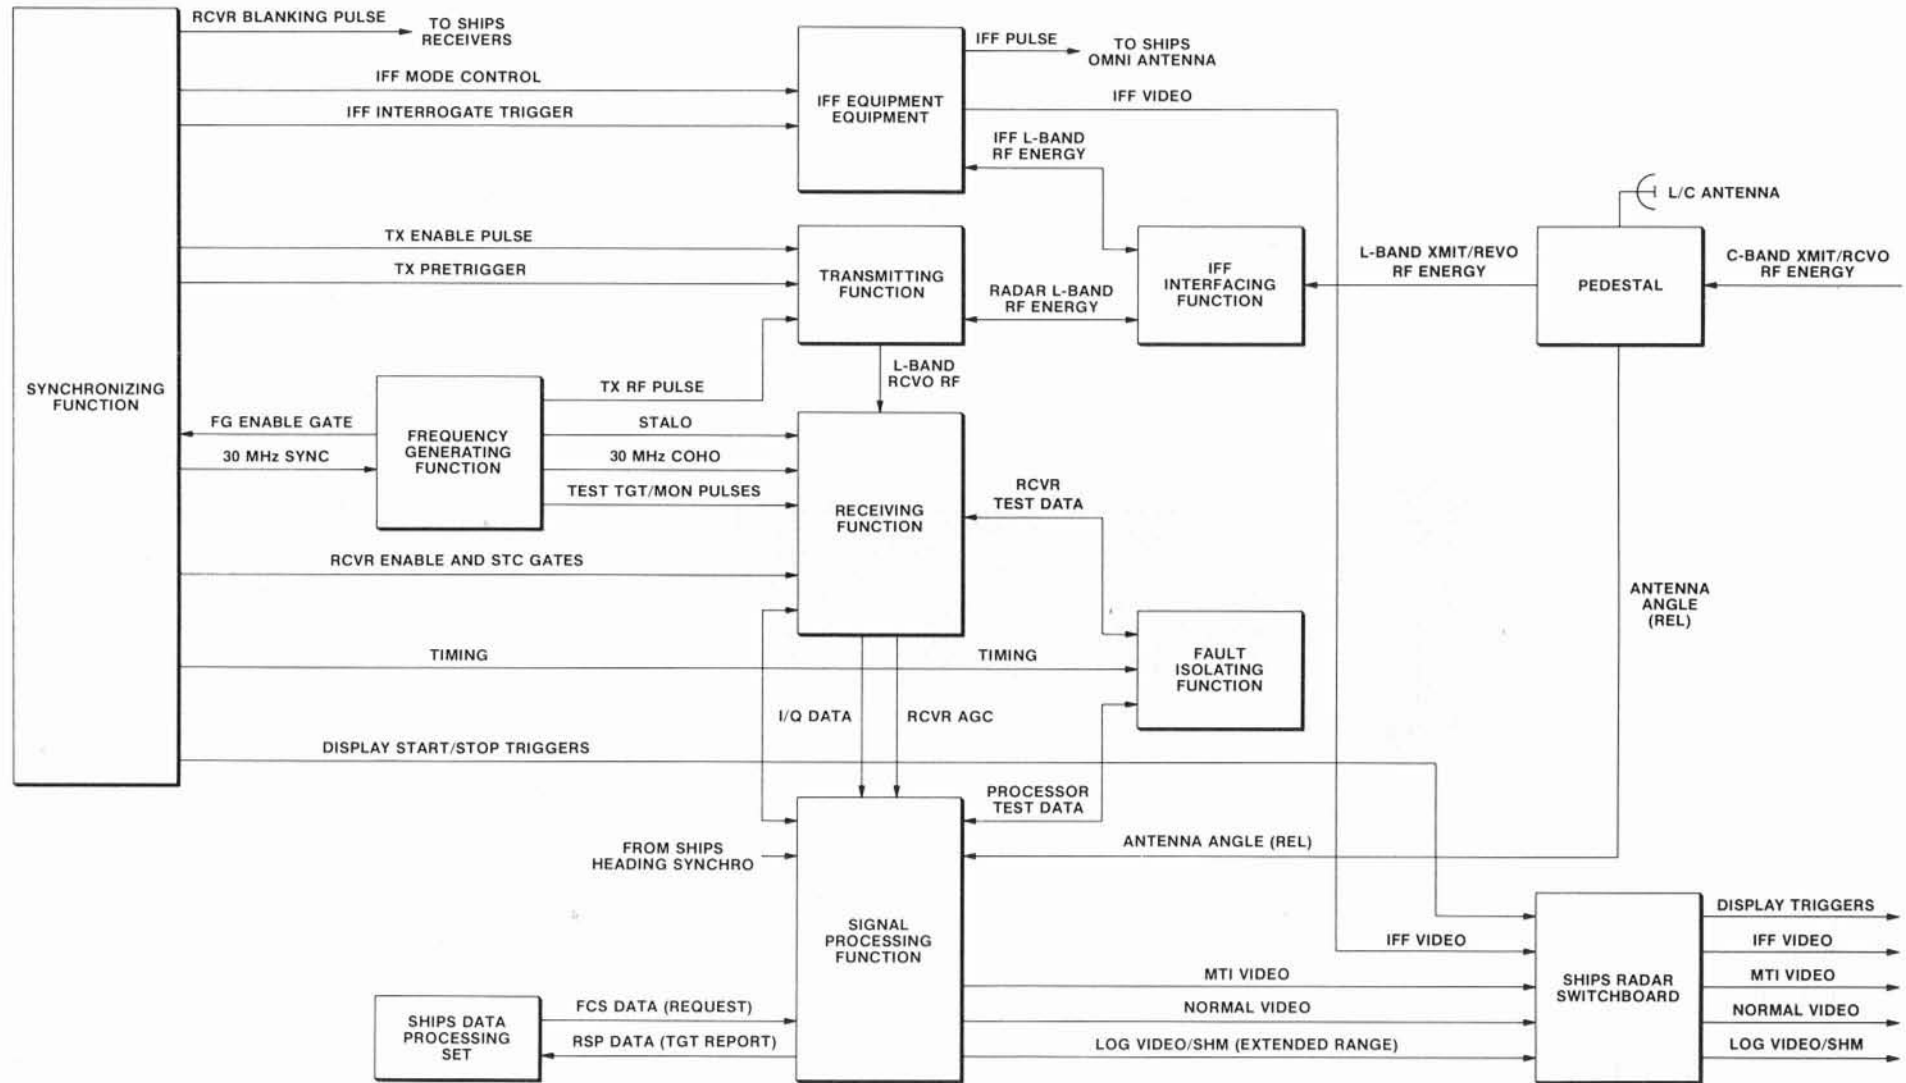 RCVR BLANKING PULSE
TO SHIPS
RECEIVERS
IFF MODE CONTROL
IFF INTERROGATE TRIGGER
IFF EQUIPMENT
EQUIPMENT
IFF PULSE
TO SHIPS
OMNI ANTENNA
IFF VIDEO
IFF L-BAND
RF ENERGY
L/C ANTENNA
TX ENABLE PULSE
TX PRETRIGGER
TRANSMITTING
FUNCTION
RADAR L-BAND
RF ENERGY
IFF
INTERFACING
FUNCTION
L-BAND XMIT/REVO
RF ENERGY
PEDESTAL
C-BAND XMIT/RCVO
RF ENERGY
L-BAND
RCVO RF
SYNCHRONIZING
FUNCTION
TX RF PULSE
FG ENABLE GATE
30 MHz SYNC
FREQUENCY
GENERATING
FUNCTION
STALO
30 MHz COHO
TEST TGT/MON PULSES
RECEIVING
FUNCTION
RCVR
TEST DATA
RCVR ENABLE AND STC GATES
ANTENNA
ANGLE
(REL)
TIMING
TIMING
FAULT
ISOLATING
FUNCTION
I/Q DATA
RCVR AGC
DISPLAY START/STOP TRIGGERS
PROCESSOR
TEST DATA
FROM SHIPS
HEADING SYNCHRO
ANTENNA ANGLE (REL)
SIGNAL
PROCESSING
FUNCTION
IFF VIDEO
MTI VIDEO
NORMAL VIDEO
LOG VIDEO/SHM (EXTENDED RANGE)
SHIPS RADAR
SWITCHBOARD
DISPLAY TRIGGERS
IFF VIDEO
MTI VIDEO
NORMAL VIDEO
LOG VIDEO/SHM
SHIPS DATA
PROCESSING
SET
FCS DATA (REQUEST)
RSP DATA (TGT REPORT)